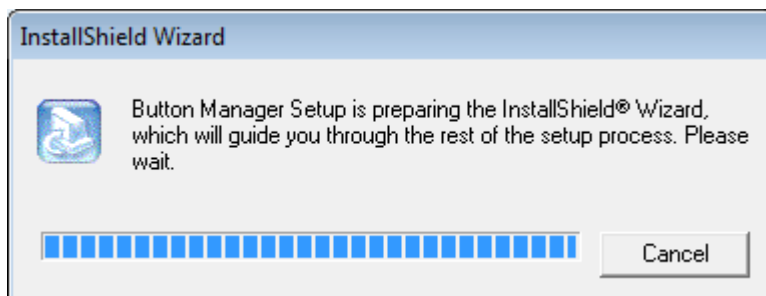 InstallShield Wizard
Button Manager Setup is preparing the InstallShield® Wizard,
which will guide you through the rest of the setup process. Please
wait.
Cancel